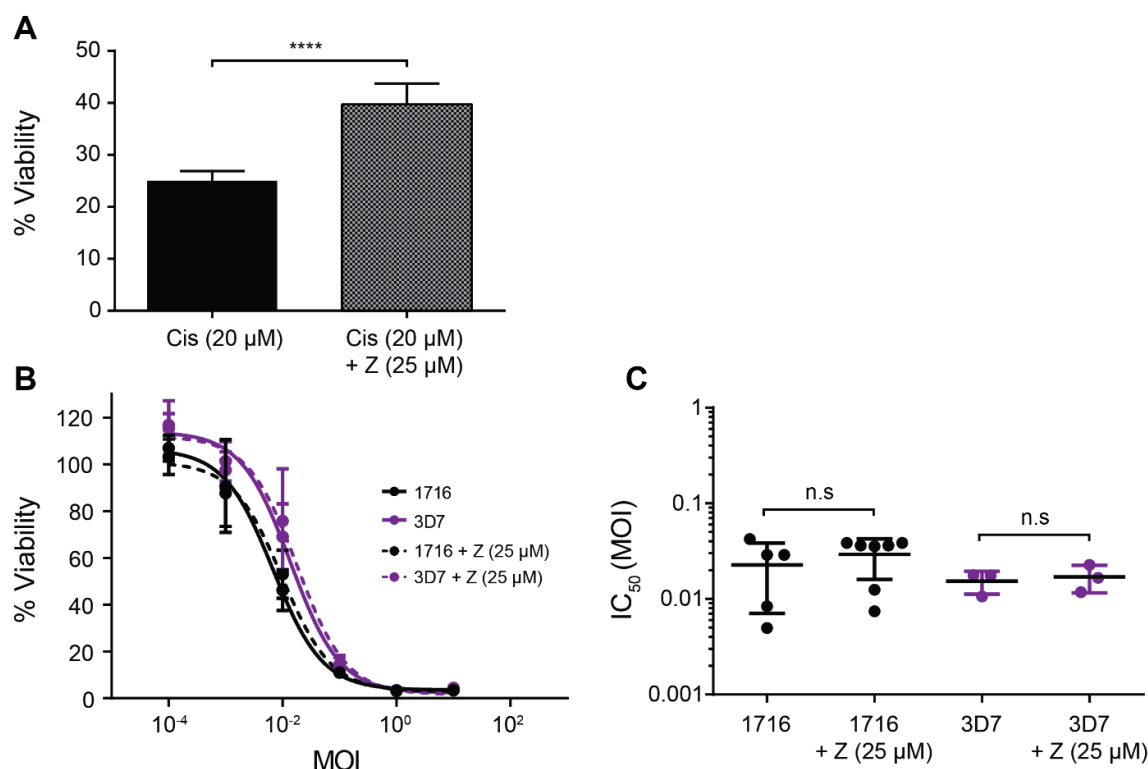 A
****
50
40
30
20
10
0
% Viability
Cis (20 µM)
Cis (20 µM)
+ Z (25 µM)
B
120
100
80
60
40
20
0
% Viability
10⁻⁴
10⁻²
10⁰
10²
MOI
1716
3D7
1716 + Z (25 µM)
3D7 + Z (25 µM)
C
1
0.1
0.01
0.001
IC₅₀ (MOI)
n.s
n.s
1716
1716
+ Z (25 µM)
3D7
3D7
+ Z (25 µM)